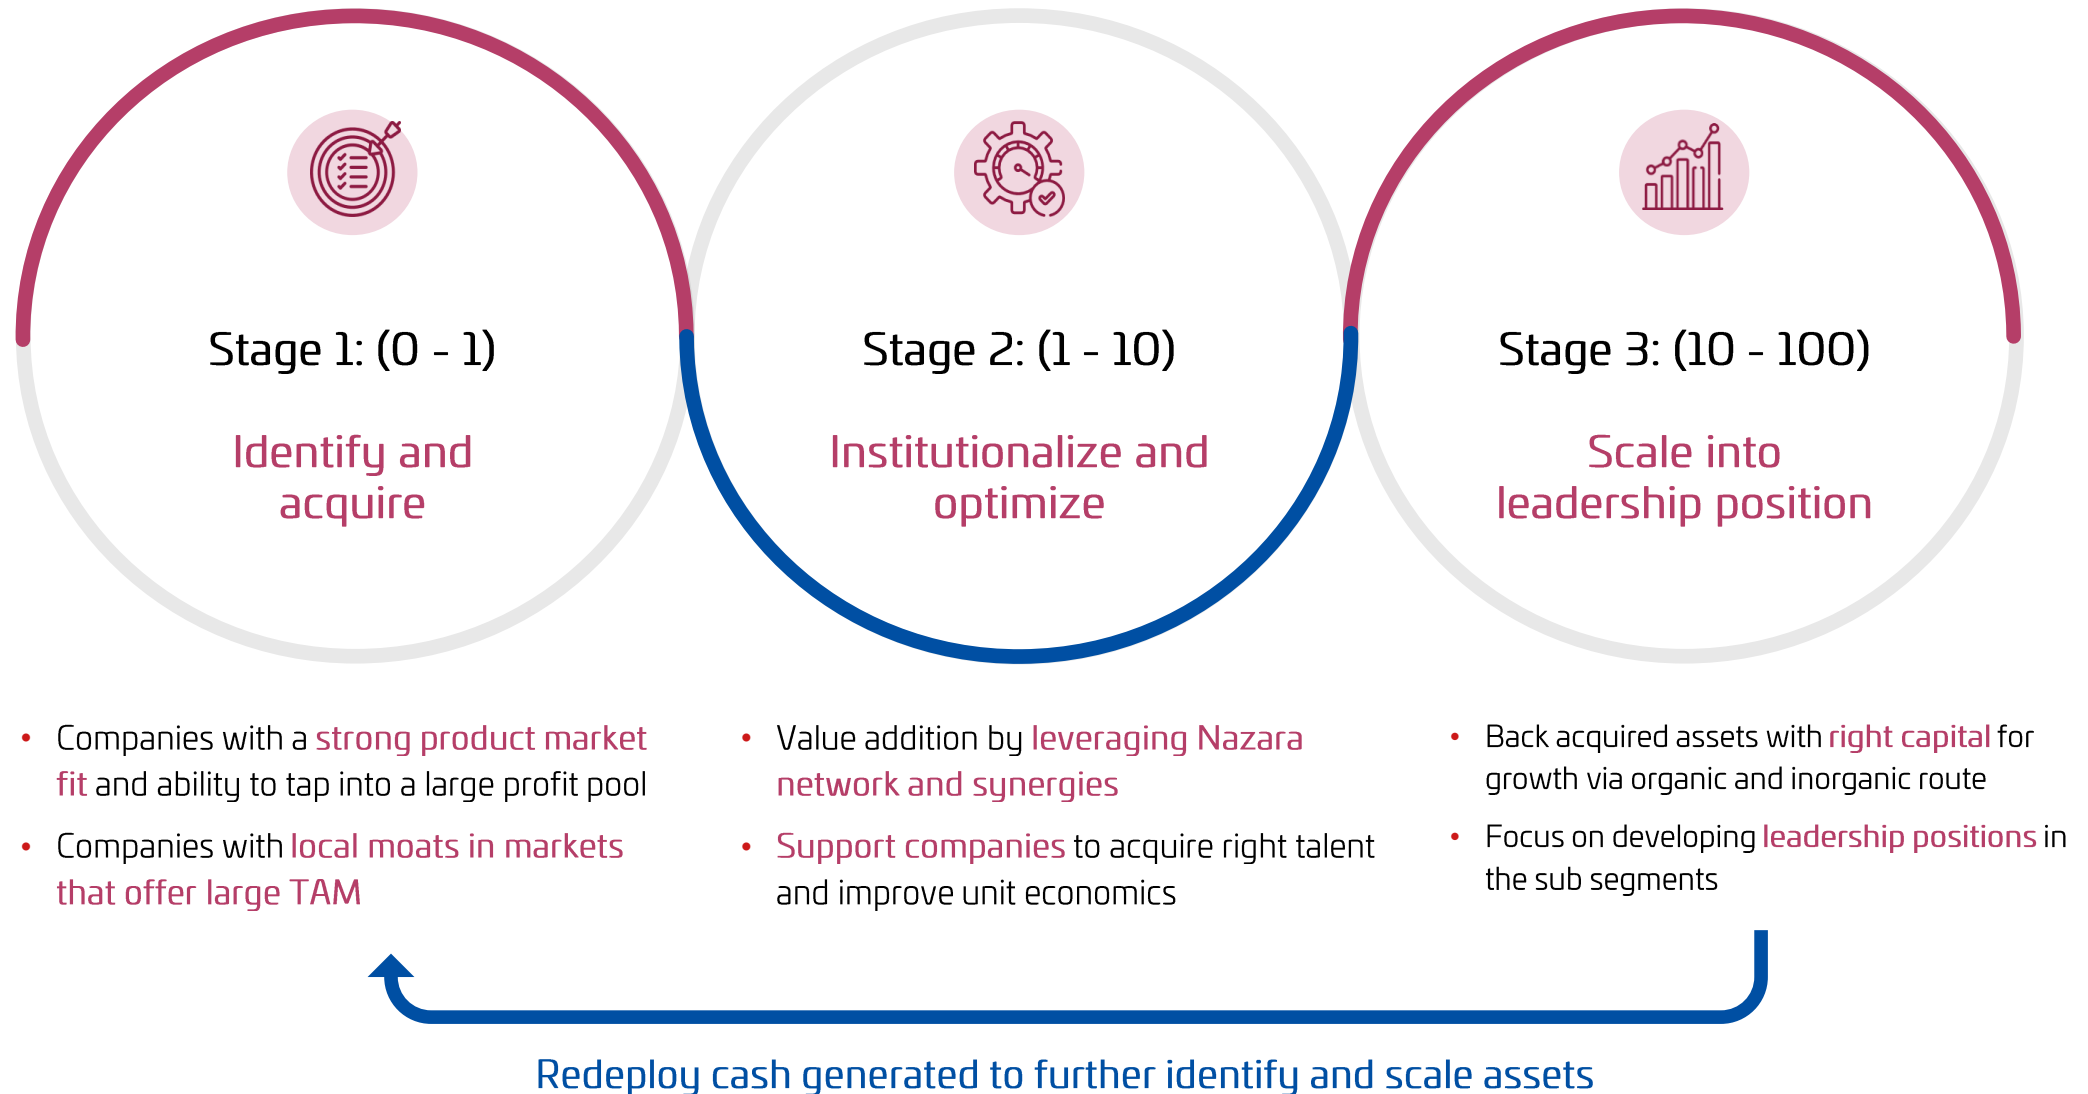 Stage 1: (0 - 1)
Identify and
acquire
Stage 2: (1 - 10)
Institutionalize and
optimize
Stage 3: (10 - 100)
Scale into
leadership position
• Companies with a strong product market
fit and ability to tap into a large profit pool
• Companies with local moats in markets
that offer large TAM
• Value addition by leveraging Nazara
network and synergies
• Support companies to acquire right talent
and improve unit economics
• Back acquired assets with right capital for
growth via organic and inorganic route
• Focus on developing leadership positions in
the sub segments
Redeploy cash generated to further identify and scale assets